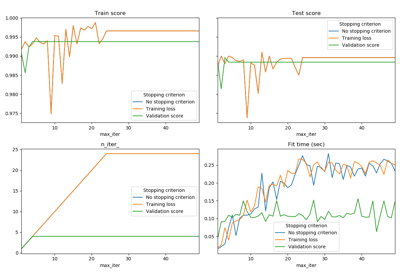 Train score
1.000
0.995
0.990
0.985
0.980
0.975
Stopping criterion
No stopping criterion
Training loss
Validation score
10
20
30
40
max_iter
Test score
Stopping criterion
No stopping criterion
Training loss
Validation score
10
20
30
40
max_iter
n_iter_
25
20
15
10
5
0
Stopping criterion
No stopping criterion
Training loss
Validation score
10
20
30
40
max_iter
Fit time (sec)
0.25
0.20
0.15
0.10
0.05
Stopping criterion
No stopping criterion
Training loss
Validation score
10
20
30
40
max_iter